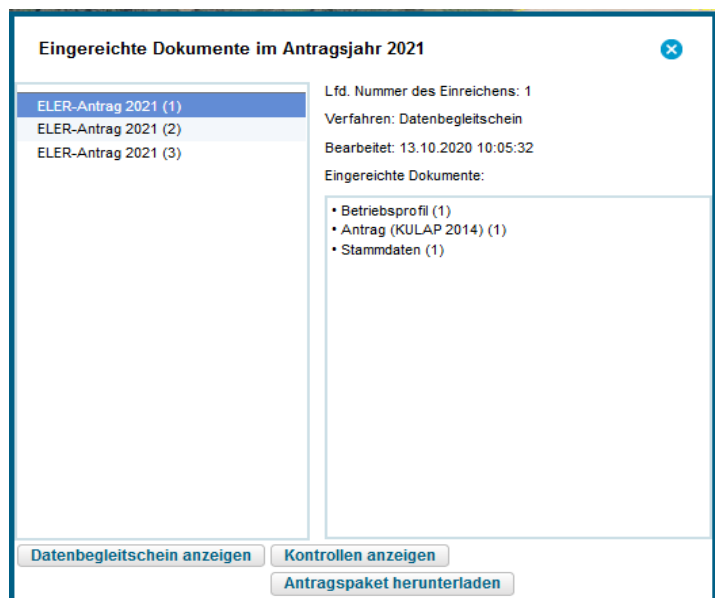 Eingereichte Dokumente im Antragsjahr 2021
ELER-Antrag 2021 (1)
ELER-Antrag 2021 (2)
ELER-Antrag 2021 (3)
Lfd. Nummer des Einreichens: 1
Verfahren: Datenbegleitschein
Bearbeitet: 13.10.2020 10:05:32
Eingereichte Dokumente:
• Betriebsprofil (1)
• Antrag (KULAP 2014) (1)
• Stammdaten (1)
Datenbegleitschein anzeigen
Kontrollen anzeigen
Antragspaket herunterladen